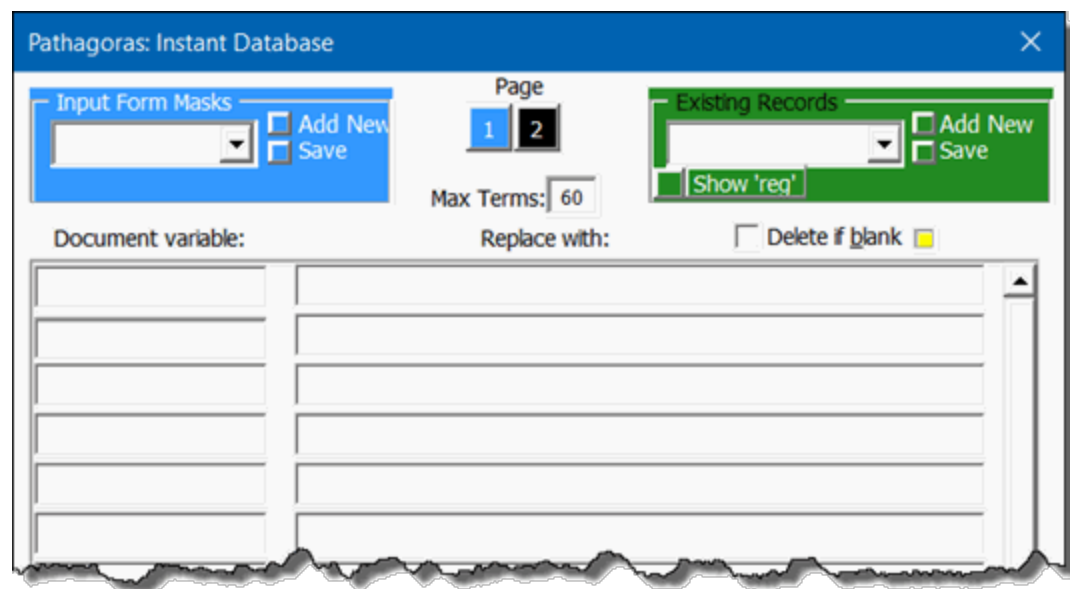 Pathagoras: Instant Database
Input Form Masks
Add New
Save
Page
1 2
Max Terms: 60
Existing Records
Add New
Save
Show 'reg'
Document variable:
Replace with:
Delete if blank